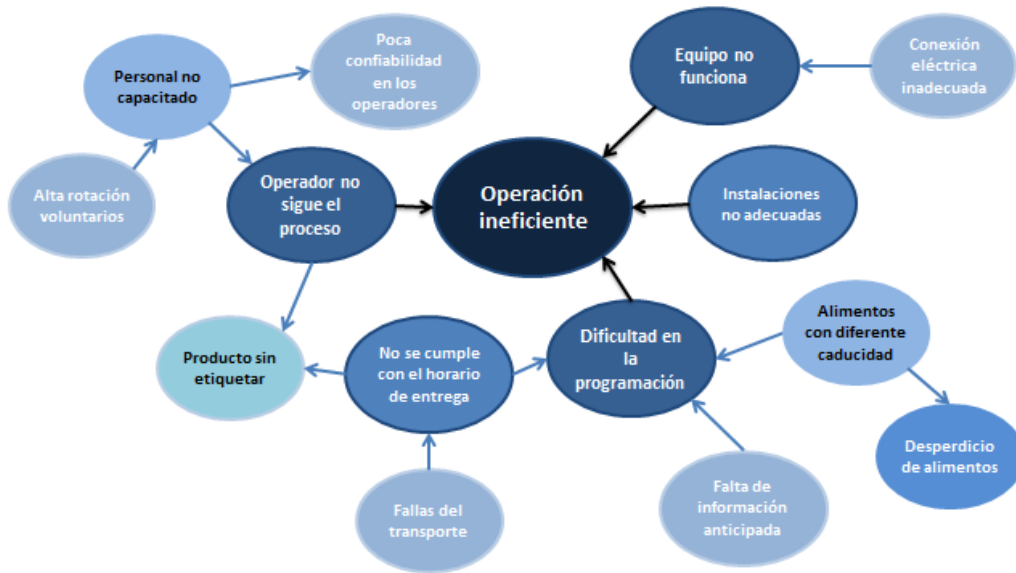 Poca
confiabilidad
en los
operadores
Equipo no
funciona
Conexión
eléctrica
inadecuada
Personal no
capacitado
Alta rotación
voluntarios
Operador no
sigue el
proceso
Operación
ineficiente
Instalaciones
no adecuadas
Producto sin
etiquetar
No se cumple
con el horario
de entrega
Dificultad en
la
programación
Alimentos
con diferente
caducidad
Desperdicio
de alimentos
Fallas del
transporte
Falta de
información
anticipada